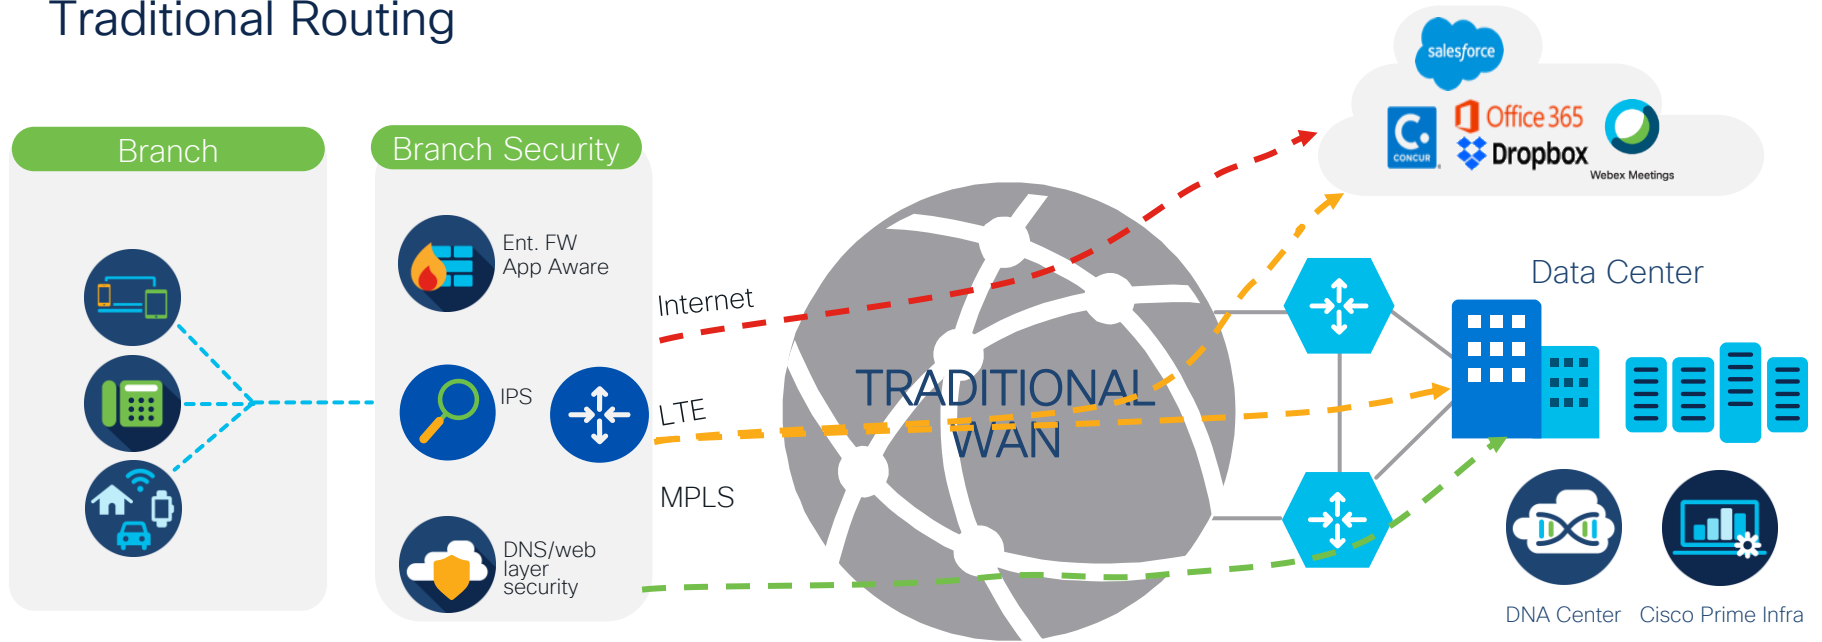 Traditional Routing
Branch
Branch Security
Ent. FW
App Aware
IPS
DNS/web
layer
security
Internet
LTE
MPLS
TRADITIONAL
WAN
salesforce
C.
CONCUR
Office 365
Dropbox
Webex Meetings
Data Center
DNA Center
Cisco Prime Infra